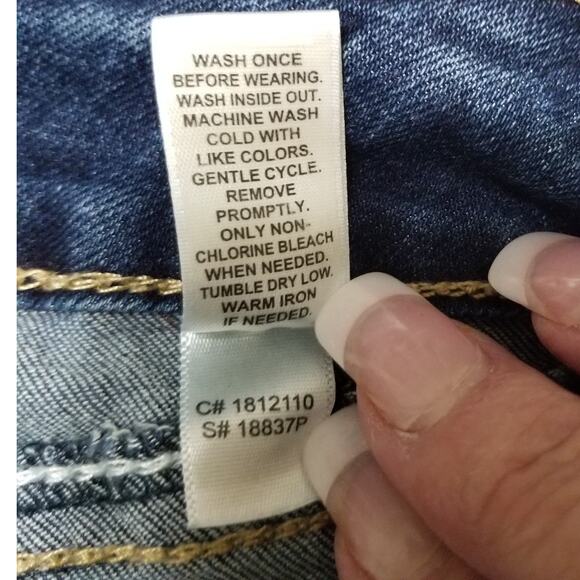 WASH ONCE
BEFORE WEARING.
WASH INSIDE OUT.
MACHINE WASH
COLD WITH
LIKE COLORS.
GENTLE CYCLE.
REMOVE
PROMPTLY.
ONLY NON-
CHLORINE BLEACH
WHEN NEEDED.
TUMBLE DRY LOW.
WARM IRON
IF NEEDED.
C# 1812110
S# 18837P